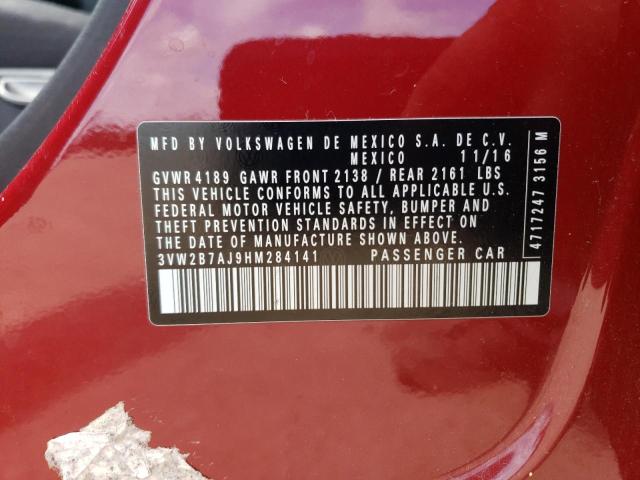 MFD BY VOLKSWAGEN DE MEXICO S.A. DE C.V.
MEXICO 11/16
GVWR 4189 GAWR FRONT 2138 / REAR 2161 LBS
THIS VEHICLE CONFORMS TO ALL APPLICABLE U.S.
FEDERAL MOTOR VEHICLE SAFETY, BUMPER AND
THEFT PREVENTION STANDARDS IN EFFECT ON
THE DATE OF MANUFACTURE SHOWN ABOVE.
3VW2B7AJ9HM284141 PASSENGER CAR
4717247 3156 M